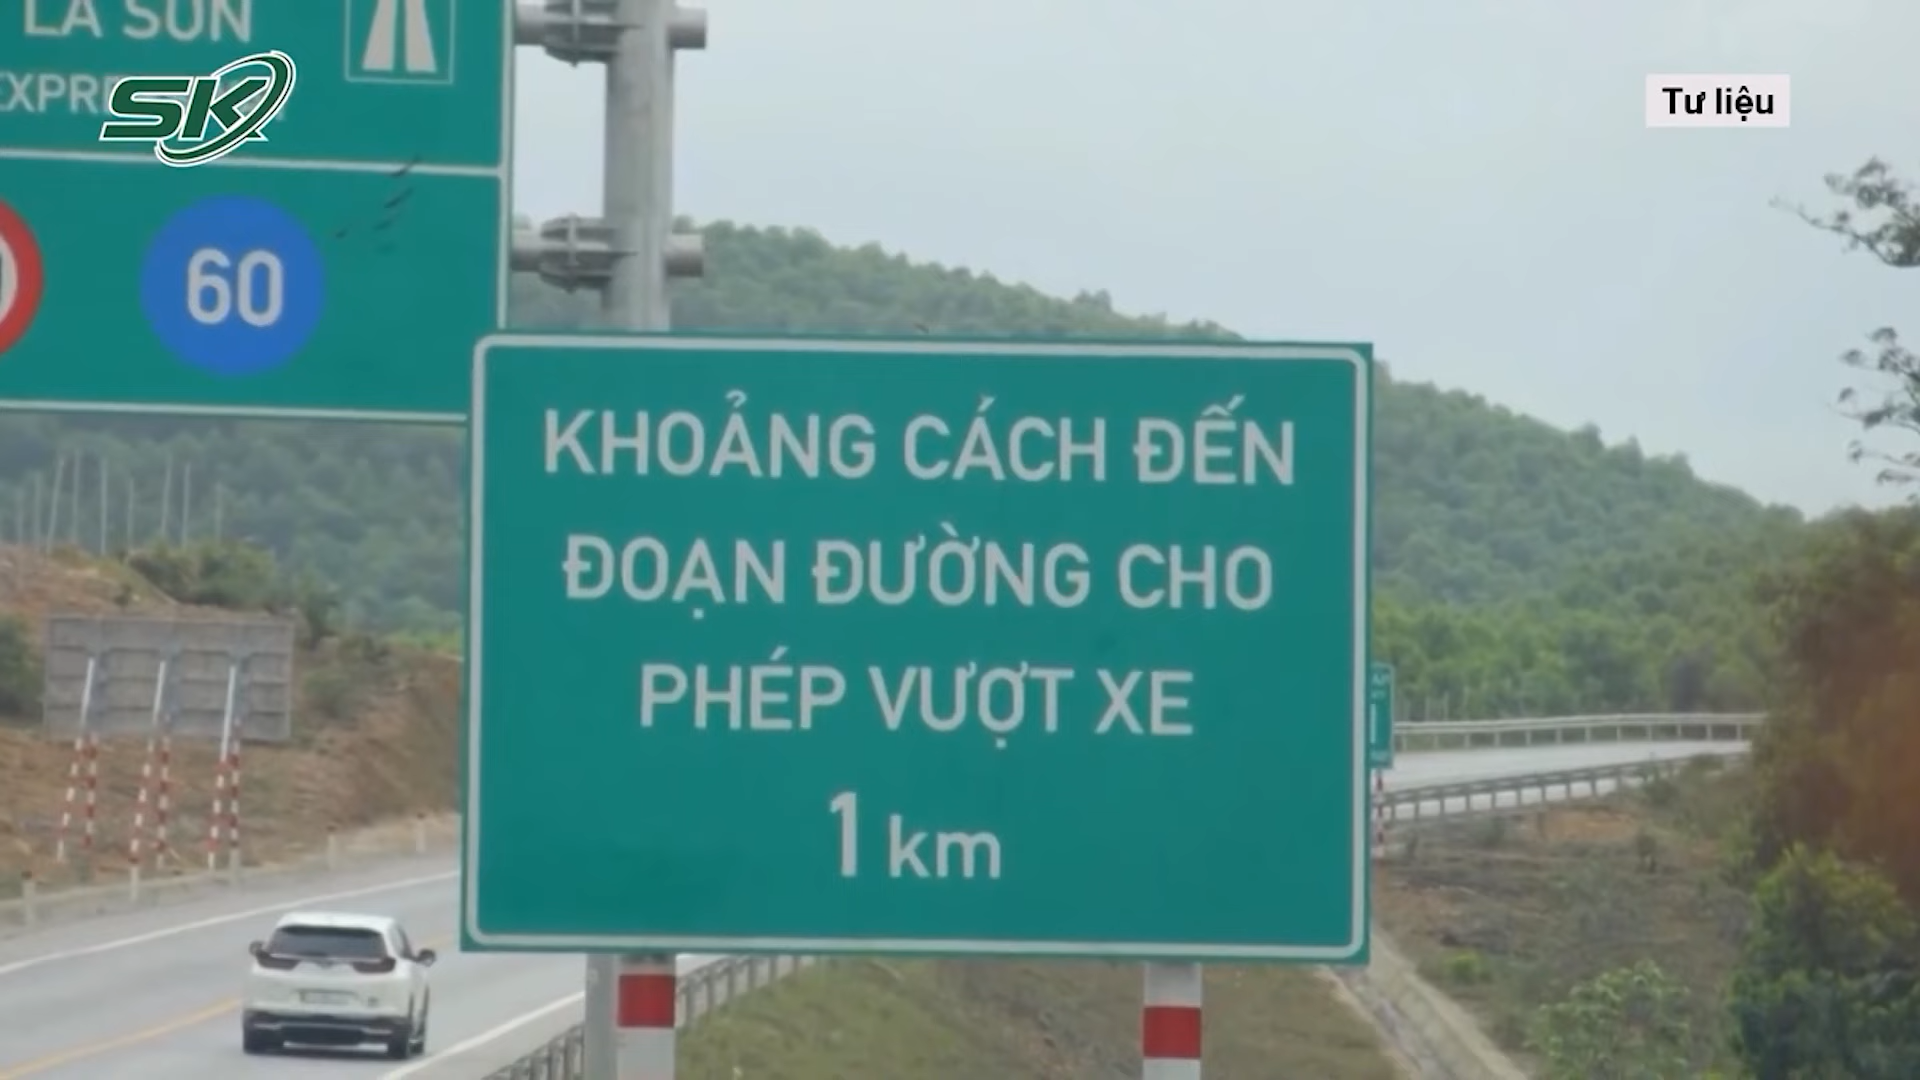 LA SƠN
SK
Tư liệu
60
KHOẢNG CÁCH ĐẾN
ĐOẠN ĐƯỜNG CHO
PHÉP VƯỢT XE
1 km